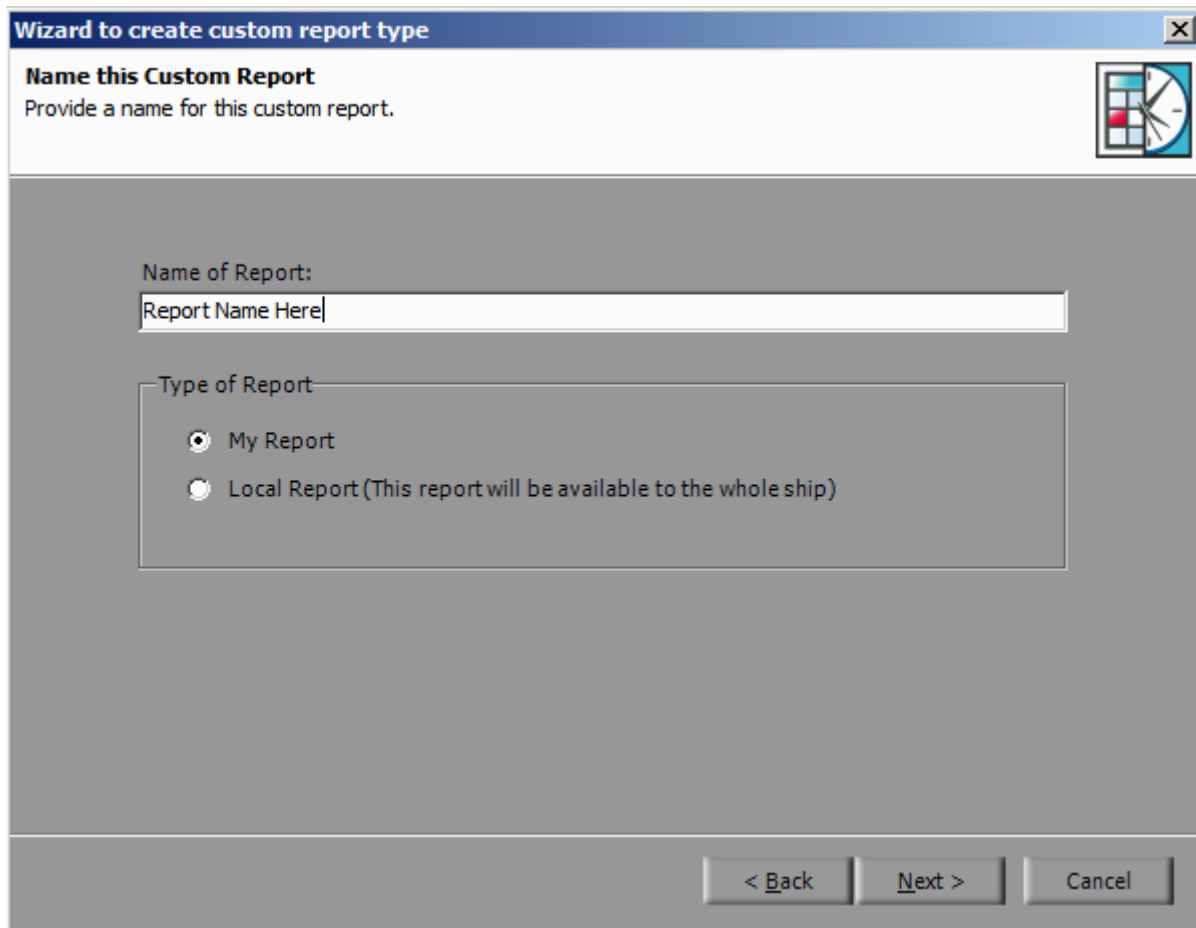 Wizard to create custom report type
Name this Custom Report
Provide a name for this custom report.
Name of Report:
Report Name Here
Type of Report
My Report
Local Report (This report will be available to the whole ship)
< Back Next > Cancel